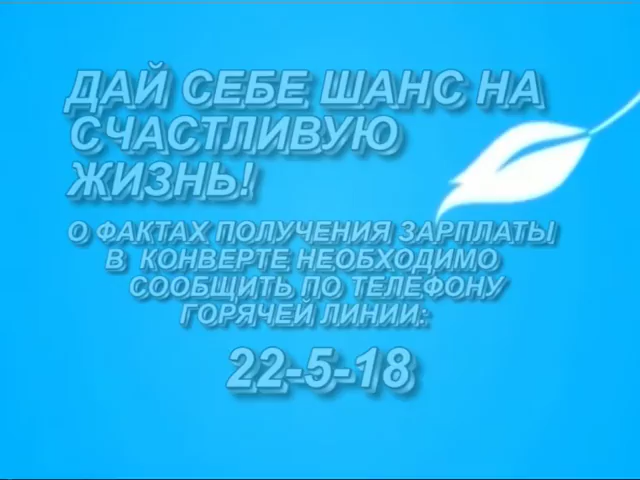 ДАЙ СЕБЕ ШАНС НА
СЧАСТЛИВУЮ
ЖИЗНЬ!
О ФАКТАХ ПОЛУЧЕНИЯ ЗАРПЛАТЫ
В КОНВЕРТЕ НЕОБХОДИМО
СООБЩИТЬ ПО ТЕЛЕФОНУ
ГОРЯЧЕЙ ЛИНИИ:
22-5-18